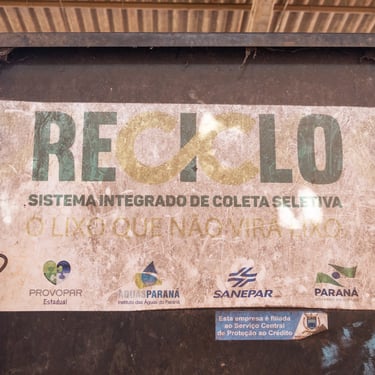 RECICLO
SISTEMA INTEGRADO DE COLETA SELETIVA
O LIXO QUE NÃO VIRA LIXO.
PROVOPAR
Estadual
ÁGUASPARANÁ
Instituto das Águas do Paraná
SANEPAR
PARANÁ
Esta empresa é filiada
ao Serviço Central
de Proteção ao Crédito